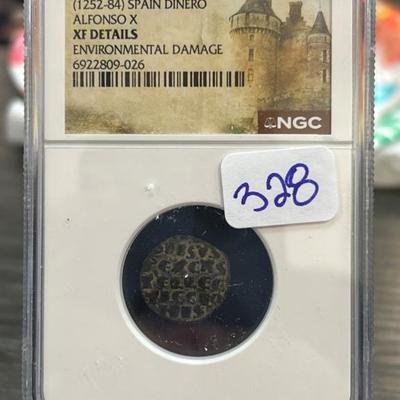 (1252-84) SPAIN DINERO
ALFONSO X
XF DETAILS
ENVIRONMENTAL DAMAGE
6922809-026
NGC
328